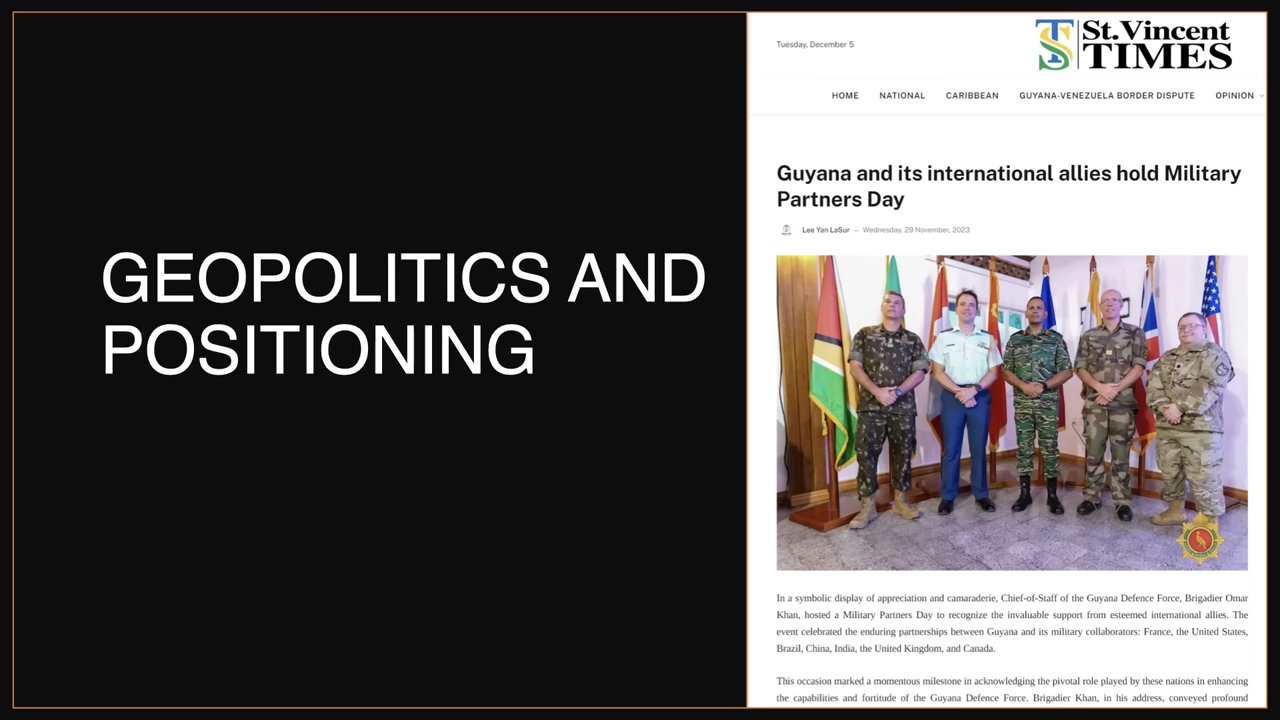 GEOPOLITICS AND
POSITIONING
Tuesday, December 5
St.Vincent
TIMES
HOME NATIONAL CARIBBEAN GUYANA-VENEZUELA BORDER DISPUTE OPINION
Guyana and its international allies hold Military
Partners Day
Lee Yan LaSur — Wednesday, 29 November, 2023
In a symbolic display of appreciation and camaraderie, Chief-of-Staff of the Guyana Defence Force, Brigadier Omar
Khan, hosted a Military Partners Day to recognize the invaluable support from esteemed international allies. The
event celebrated the enduring partnerships between Guyana and its military collaborators: France, the United States,
Brazil, China, India, the United Kingdom, and Canada.
This occasion marked a momentous milestone in acknowledging the pivotal role played by these nations in enhancing
the capabilities and fortitude of the Guyana Defence Force. Brigadier Khan, in his address, conveyed profound